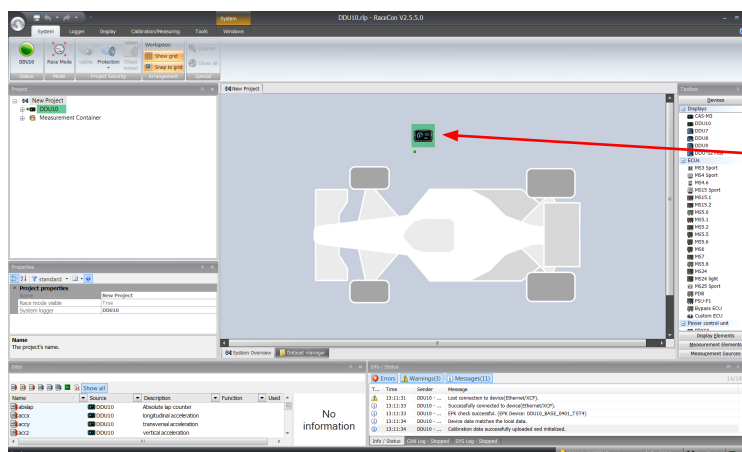 System
DDU10.rlp - RaceCon V2.5.5.0
System Logger Display Calibration/Measuring Tools Windows
DDU10 Race Mode visible Protection
Workspace:
Show grid
Snap to grid
Show all
Status Mode Project Security Arrangement Special
Project
New Project
DDU10
Measurement Container
New Project
Toolbox
Devices
Displays
CAS-M3
DDU10
DDU7
DDU8
DDU9
ECUs
MS3 Sport
MS4 Sport
MS4.6
MS15 Sport
MS15.1
MS15.2
MS5.0
MS5.1
MS5.2
MS5.5
MS5.6
MS6
MS7
MS5.8
MS24
MS24 light
MS25 Sport
PDB
PSU-F1
Bypass ECU
Custom ECU
Power control unit
Display Elements
Measurement Elements
Measurement Sources
Properties
standard
Project properties
Name New Project
Race mode visible True
System logger DDU10
Name
The project's name.
System Overview Dataset manager
Data
Show all
Name Source Description Function Used
abslap DDU10 Absolute lap counter
accx DDU10 longitudinal acceleration
accy DDU10 transversal acceleration
accz DDU10 vertical acceleration
No
information
Info / Status
Errors Warnings(3) Messages(11) 14/14
T... Time Sender Message
13:11:31 DDU10 - ... Lost connection to device(Ethernet/XCP).
13:11:33 DDU10 - ... Successfully connected to device(Ethernet/XCP).
13:11:33 DDU10 - ... EPK check successful. (EPK Device: DDU10_BASE_0401_TST4)
13:11:34 DDU10 - ... Device data matches the local data.
13:11:34 DDU10 - ... Calibration data successfully uploaded and initialized.
Info / Status CAN Log - Stopped SYS Log - Stopped